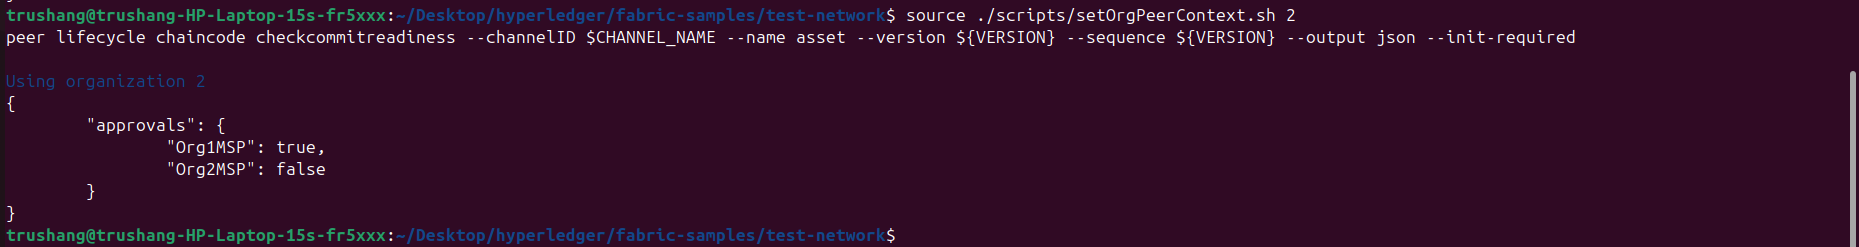 trushang@trushang-HP-Laptop-15s-fr5xxx:~/Desktop/hyperledger/fabric-samples/test-network$ source ./scripts/setOrgPeerContext.sh 2
peer lifecycle chaincode checkcommitreadiness --channelID $CHANNEL_NAME --name asset --version ${VERSION} --sequence ${VERSION} --output json --init-required
Using organization 2
{
        "approvals": {
                "Org1MSP": true,
                "Org2MSP": false
        }
}
trushang@trushang-HP-Laptop-15s-fr5xxx:~/Desktop/hyperledger/fabric-samples/test-network$